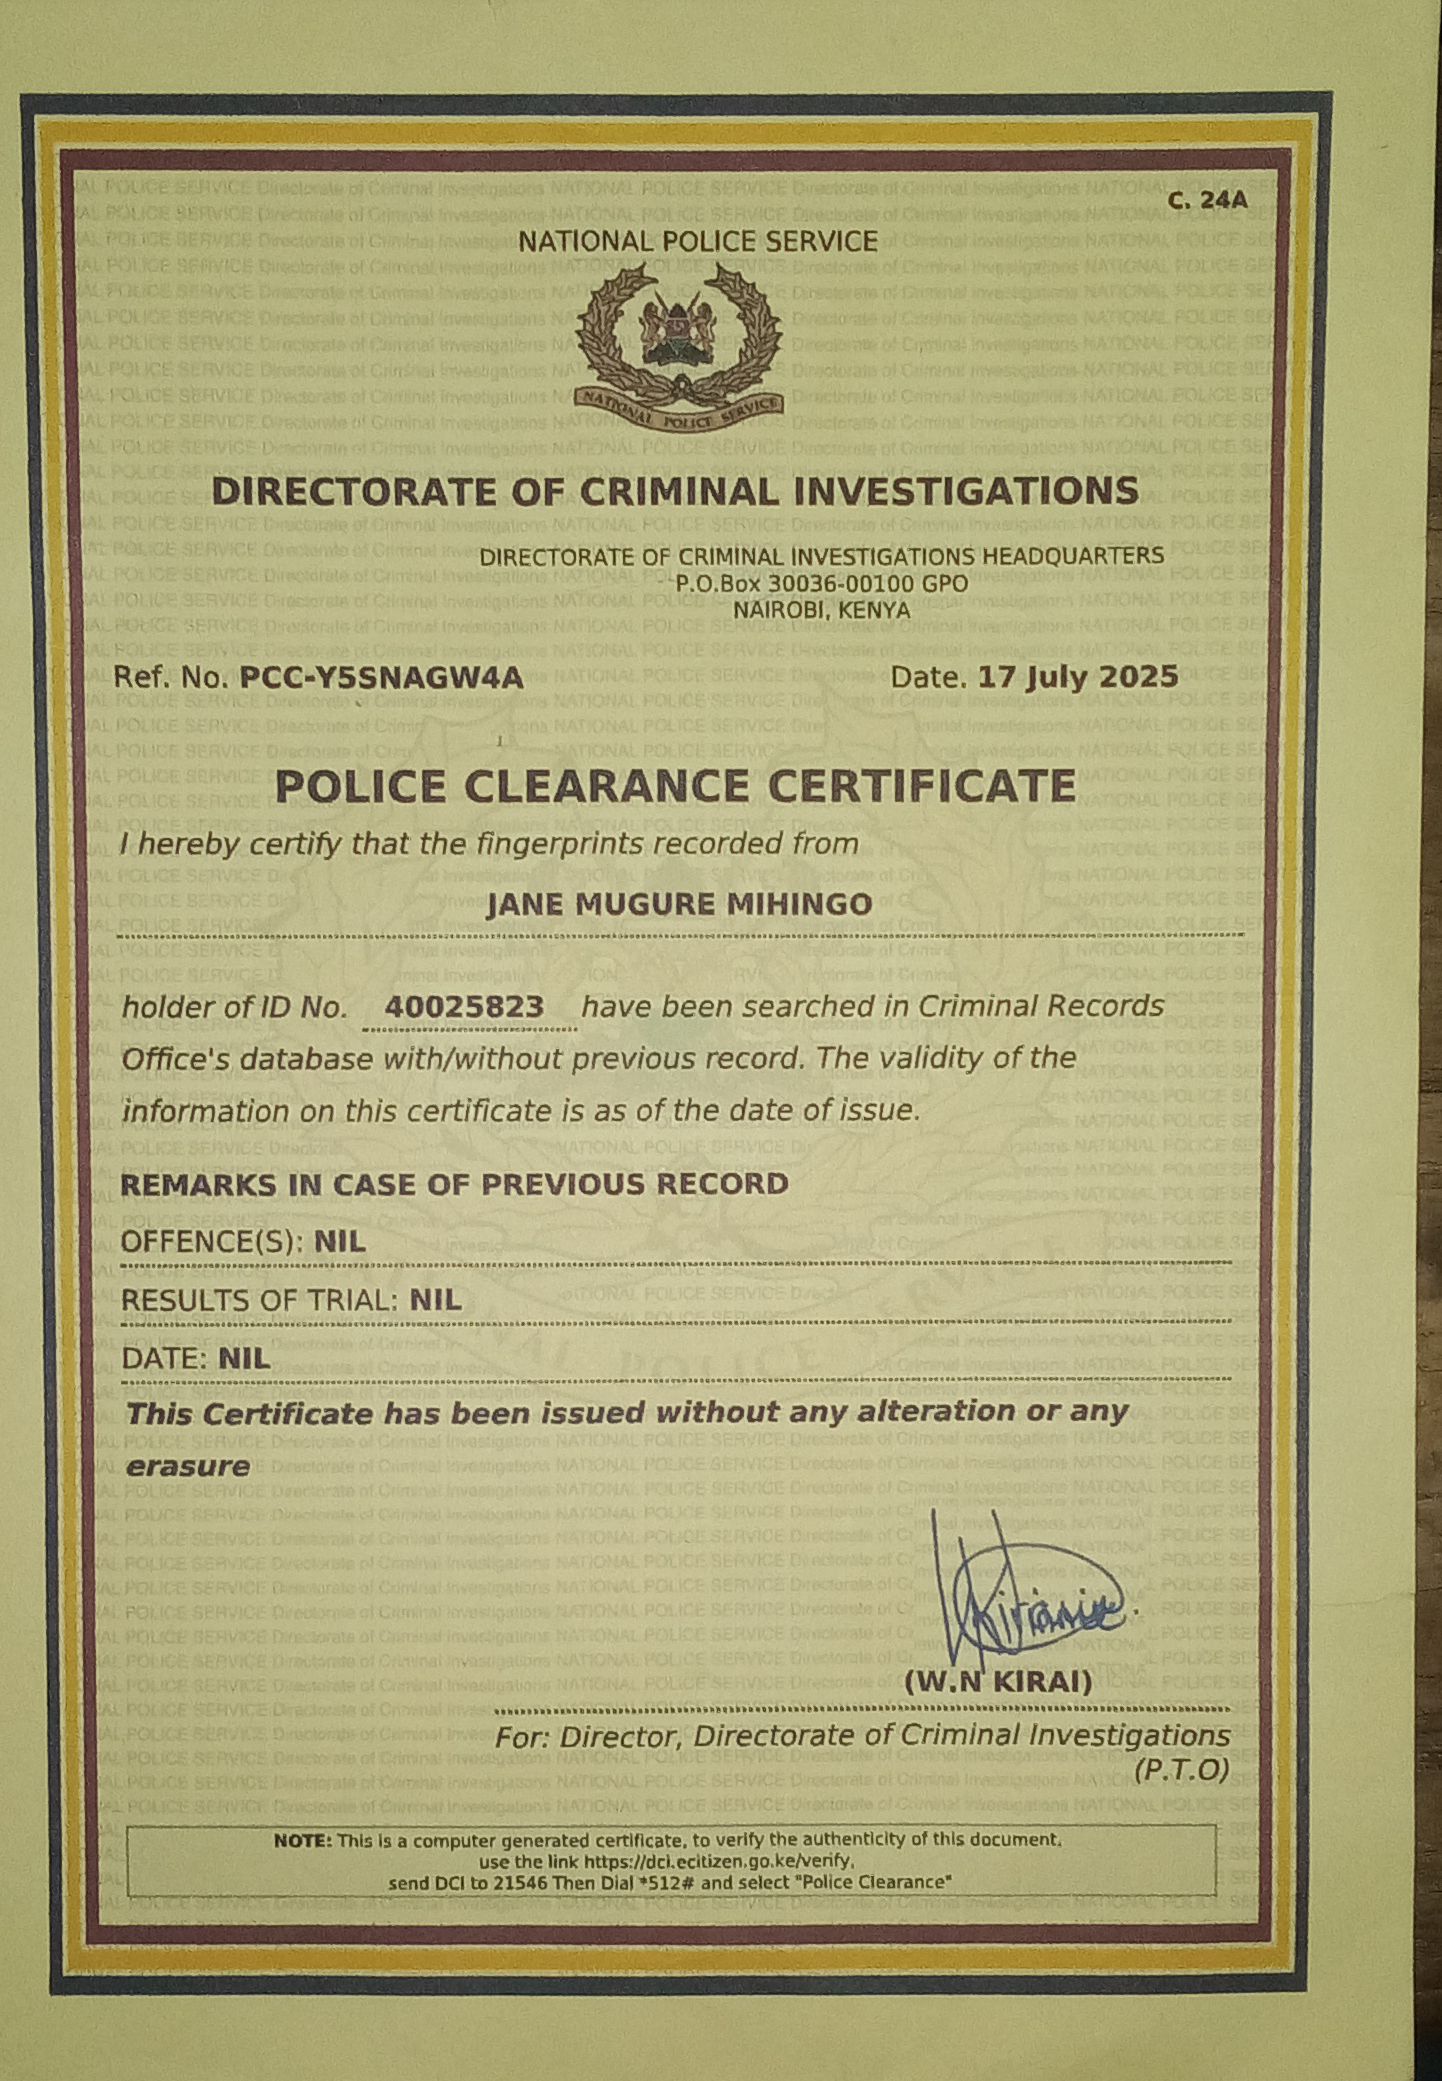 C. 24A
NATIONAL POLICE SERVICE
NATIONAL POLICE SERVICE
DIRECTORATE OF CRIMINAL INVESTIGATIONS
DIRECTORATE OF CRIMINAL INVESTIGATIONS HEADQUARTERS
P.O.Box 30036-00100 GPO
NAIROBI, KENYA
Ref. No. PCC-Y5SNAGW4A Date. 17 July 2025
POLICE CLEARANCE CERTIFICATE
I hereby certify that the fingerprints recorded from
JANE MUGURE MIHINGO
holder of ID No. 40025823 have been searched in Criminal Records
Office's database with/without previous record. The validity of the
information on this certificate is as of the date of issue.
REMARKS IN CASE OF PREVIOUS RECORD
OFFENCE(S): NIL
RESULTS OF TRIAL: NIL
DATE: NIL
This Certificate has been issued without any alteration or any
erasure
(W.N KIRAI)
For: Director, Directorate of Criminal Investigations
(P.T.O)
NOTE: This is a computer generated certificate, to verify the authenticity of this document,
use the link https://dci.ecitizen.go.ke/verify,
send DCI to 21546 Then Dial *512# and select "Police Clearance"